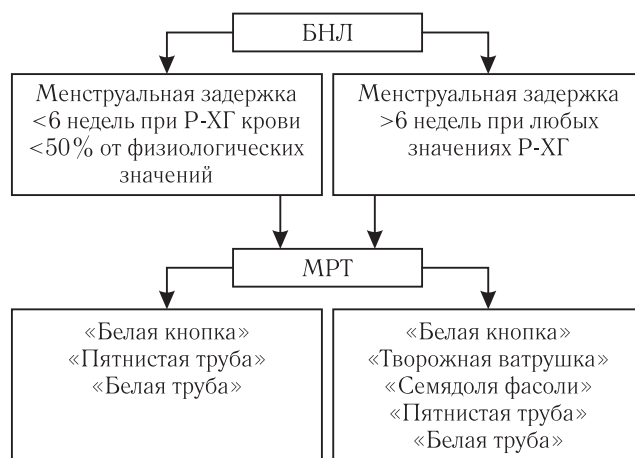 БНЛ
Менструальная задержка
<6 недель при Р-ХГ крови
<50% от физиологических
значений
Менструальная задержка
>6 недель при любых
значениях Р-ХГ
МРТ
«Белая кнопка»
«Пятнистая труба»
«Белая труба»
«Белая кнопка»
«Творожная ватрушка»
«Семядоля фасоли»
«Пятнистая труба»
«Белая труба»